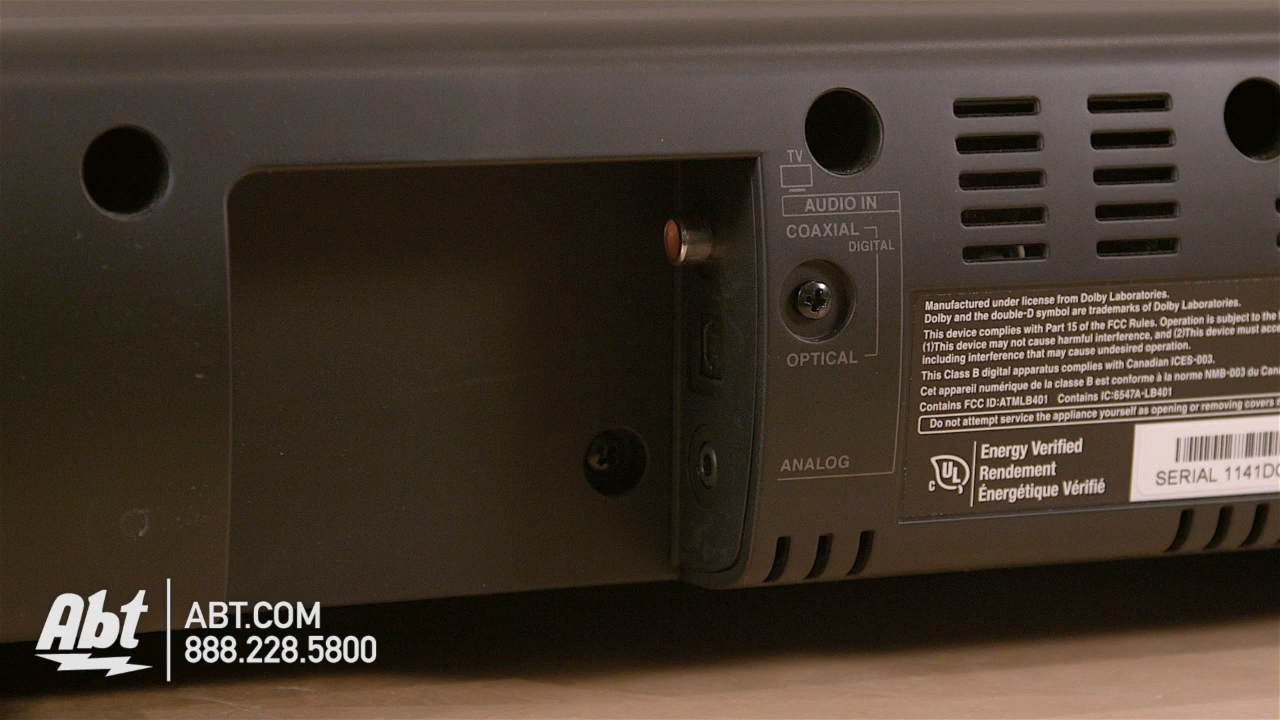 TV
AUDIO IN
COAXIAL
DIGITAL
OPTICAL
ANALOG
Manufactured under license from Dolby Laboratories.
Dolby and the double-D symbol are trademarks of Dolby Laboratories.
This device complies with Part 15 of the FCC Rules. Operation is subject to the
(1)This device may not cause harmful interference, and (2)This device must
including interference that may cause undesired operation.
This Class B digital apparatus complies with Canadian ICES-003.
Cet appareil numérique de la classe B est conforme à la norme NMB-003 du
Contains FCC ID:ATMLB401 Contains IC:6547A-LB401
Do not attempt service the appliance yourself as opening or removing covers
C UL
Energy Verified
Rendement
Énergétique Vérifié
SERIAL 1141D
Abt
ABT.COM
888.228.5800